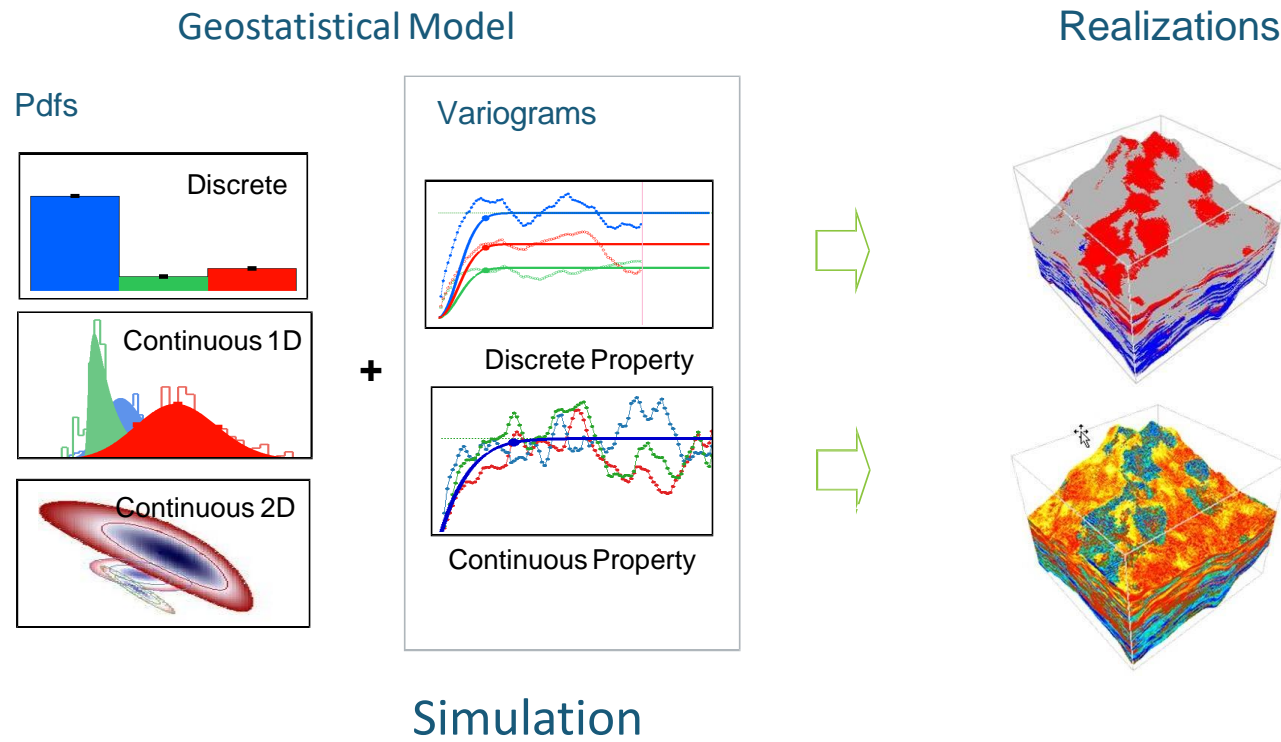 Geostatistical Model
Realizations
Pdfs
Variograms
Discrete
Continuous 1D
+
Discrete Property
Continuous 2D
Continuous Property
Simulation